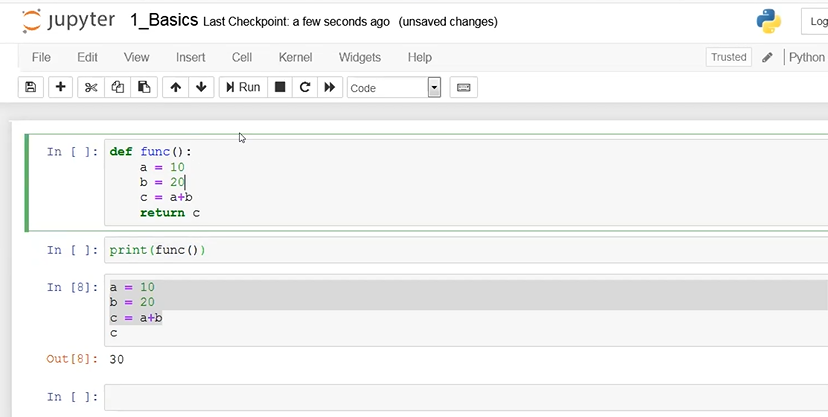 jupyter 1_Basics Last Checkpoint: a few seconds ago (unsaved changes)
Log
File Edit View Insert Cell Kernel Widgets Help
Trusted Python
Run Code
In [ ]: def func():
a = 10
b = 20
c = a+b
return c
In [ ]: print(func())
In [8]: a = 10
b = 20
c = a+b
c
Out[8]: 30
In [ ]: